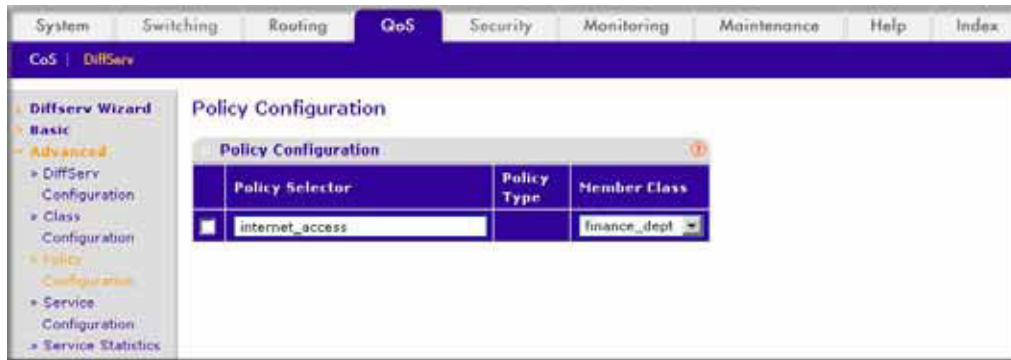 System Switching Routing QoS Security Monitoring Maintenance Help Index
CoS | DiffServ
Diffserv Wizard
Basic
Advanced
» DiffServ
Configuration
» Class
Configuration
» Policy
Configuration
» Service
Configuration
» Service Statistics
Policy Configuration
Policy Configuration
Policy Selector
Policy
Type
Member Class
internet_access
finance_dept